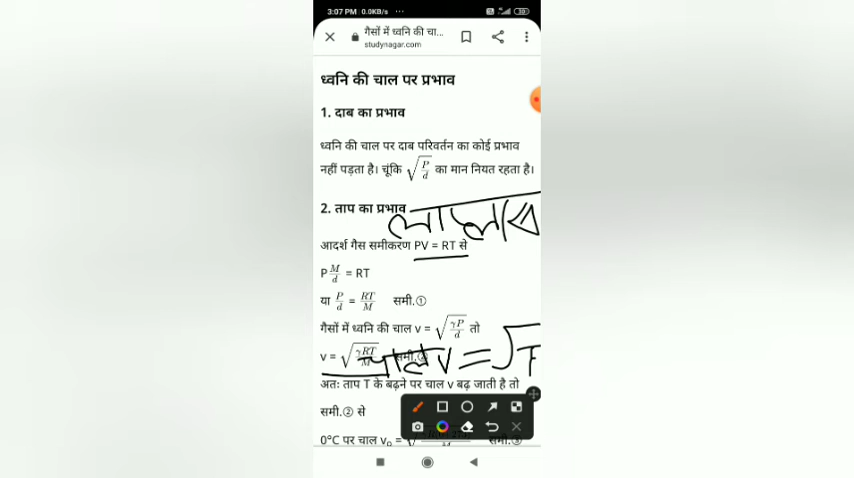 3:07 PM 0.0KB/s ...
गैसों में ध्वनि की चा...
studynagar.com
ध्वनि की चाल पर प्रभाव
1. दाब का प्रभाव
ध्वनि की चाल पर दाब परिवर्तन का कोई प्रभाव
नहीं पड़ता है। चूंकि √(P/d) का मान नियत रहता है।
2. ताप का प्रभाव
लाप्लास
आदर्श गैस समीकरण PV = RT से
P M/d = RT
या P/d = RT/M समी.①
गैसों में ध्वनि की चाल v = √(γP/d) तो
v = √(γRT/M) समी.②
चाल v = √T
अतः ताप T के बढ़ने पर चाल v बढ़ जाती है तो
समी.② से
0°C पर चाल v₀ = समी.③